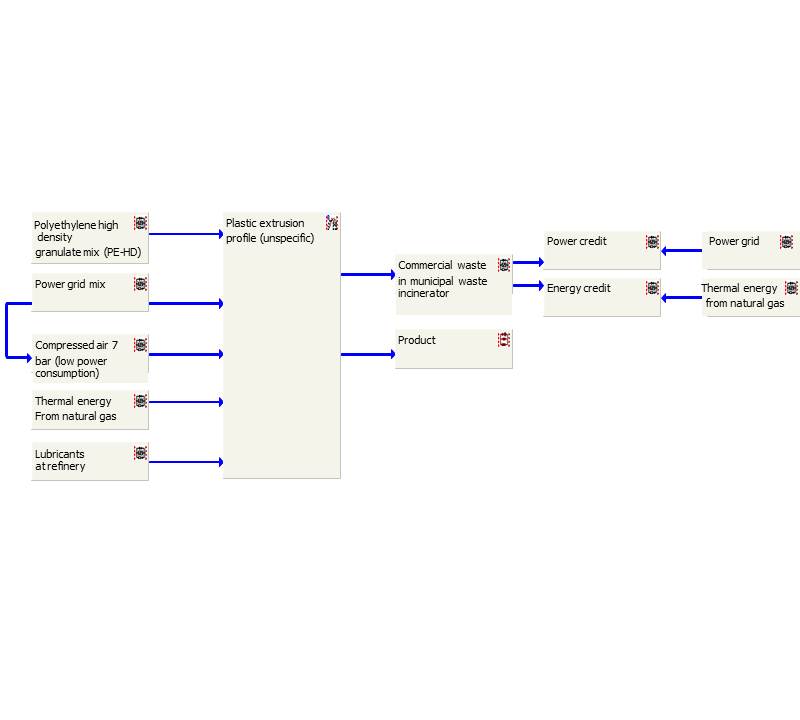 Polyethylene high
density
granulate mix (PE-HD)
Power grid mix
Compressed air 7
bar (low power
consumption)
Thermal energy
From natural gas
Lubricants
at refinery
Plastic extrusion
profile (unspecific)
Commercial waste
in municipal waste
incinerator
Product
Power credit
Energy credit
Power grid
Thermal energy
from natural gas